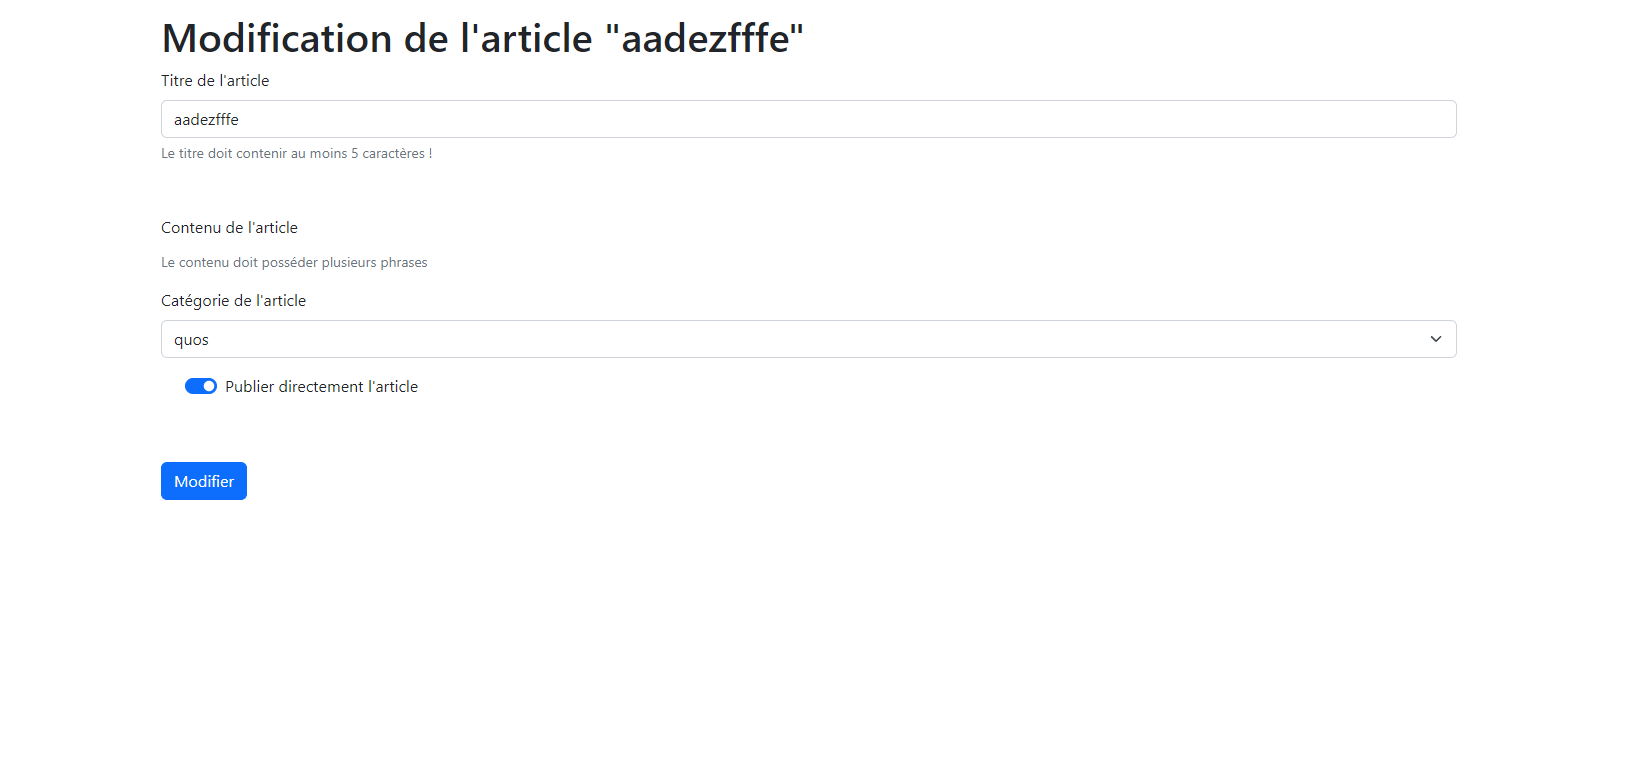 Modification de l'article "aadezfffe"
Titre de l'article
aadezfffe
Le titre doit contenir au moins 5 caractères !
Contenu de l'article
Le contenu doit posséder plusieurs phrases
Catégorie de l'article
quos
Publier directement l'article
Modifier